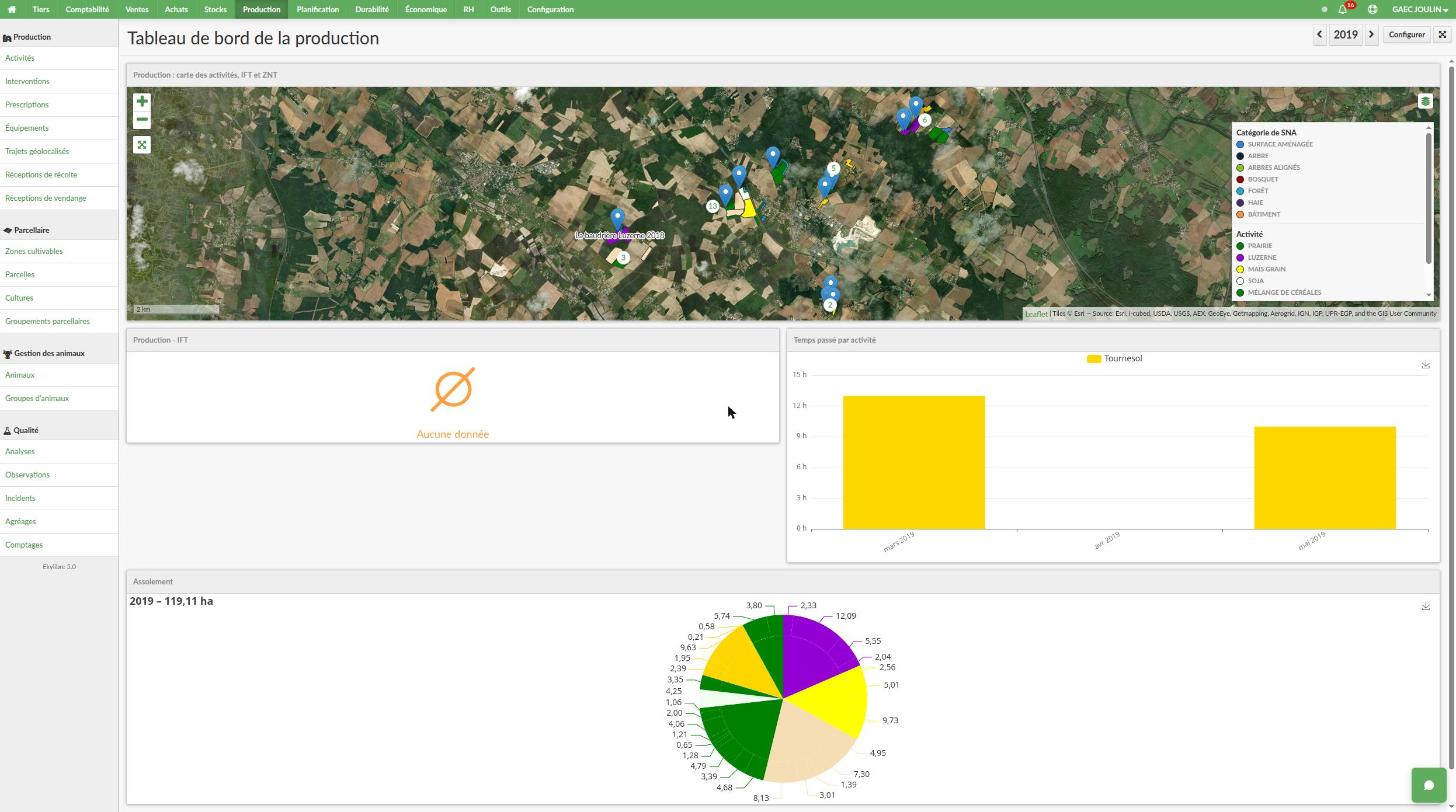 Tiers Comptabilité Ventes Achats Stocks Production Planification Durabilité Économique RH Outils Configuration 16 GAEC JOULIN
Production
Activités
Interventions
Prescriptions
Équipements
Trajets géolocalisés
Réceptions de récolte
Réceptions de vendange
Parcellaire
Zones cultivables
Parcelles
Cultures
Groupements parcellaires
Gestion des animaux
Animaux
Groupes d'animaux
Qualité
Analyses
Observations
Incidents
Agréages
Comptages
Ekylibre 5.0
Tableau de bord de la production
2019
Configurer
Production : carte des activités, IFT et ZNT
6
5
13
Le baudrière Luzerne 2018
3
2
2 km
Catégorie de SNA
SURFACE AMÉNAGÉE
ARBRE
ARBRES ALIGNÉS
BOSQUET
FORÊT
HAIE
BÂTIMENT
Activité
PRAIRIE
LUZERNE
MAIS GRAIN
SOJA
MÉLANGE DE CÉRÉALES
Leaflet | Tiles © Esri — Source: Esri, i-cubed, USDA, USGS, AEX, GeoEye, Getmapping, Aerogrid, IGN, IGP, UPR-EGP, and the GIS User Community
Production - IFT
Aucune donnée
Temps passé par activité
Tournesol
15 h
12 h
9 h
6 h
3 h
0 h
mars 2019
avr 2019
mai 2019
Assolement
2019 – 119,11 ha
3,80
2,33
5,74
12,09
0,58
0,21
5,55
9,63
1,95
2,04
2,39
2,56
3,35
5,01
4,25
1,06
2,00
9,73
4,06
1,21
0,65
1,28
4,95
4,79
7,30
3,39
1,39
4,68
3,01
8,13